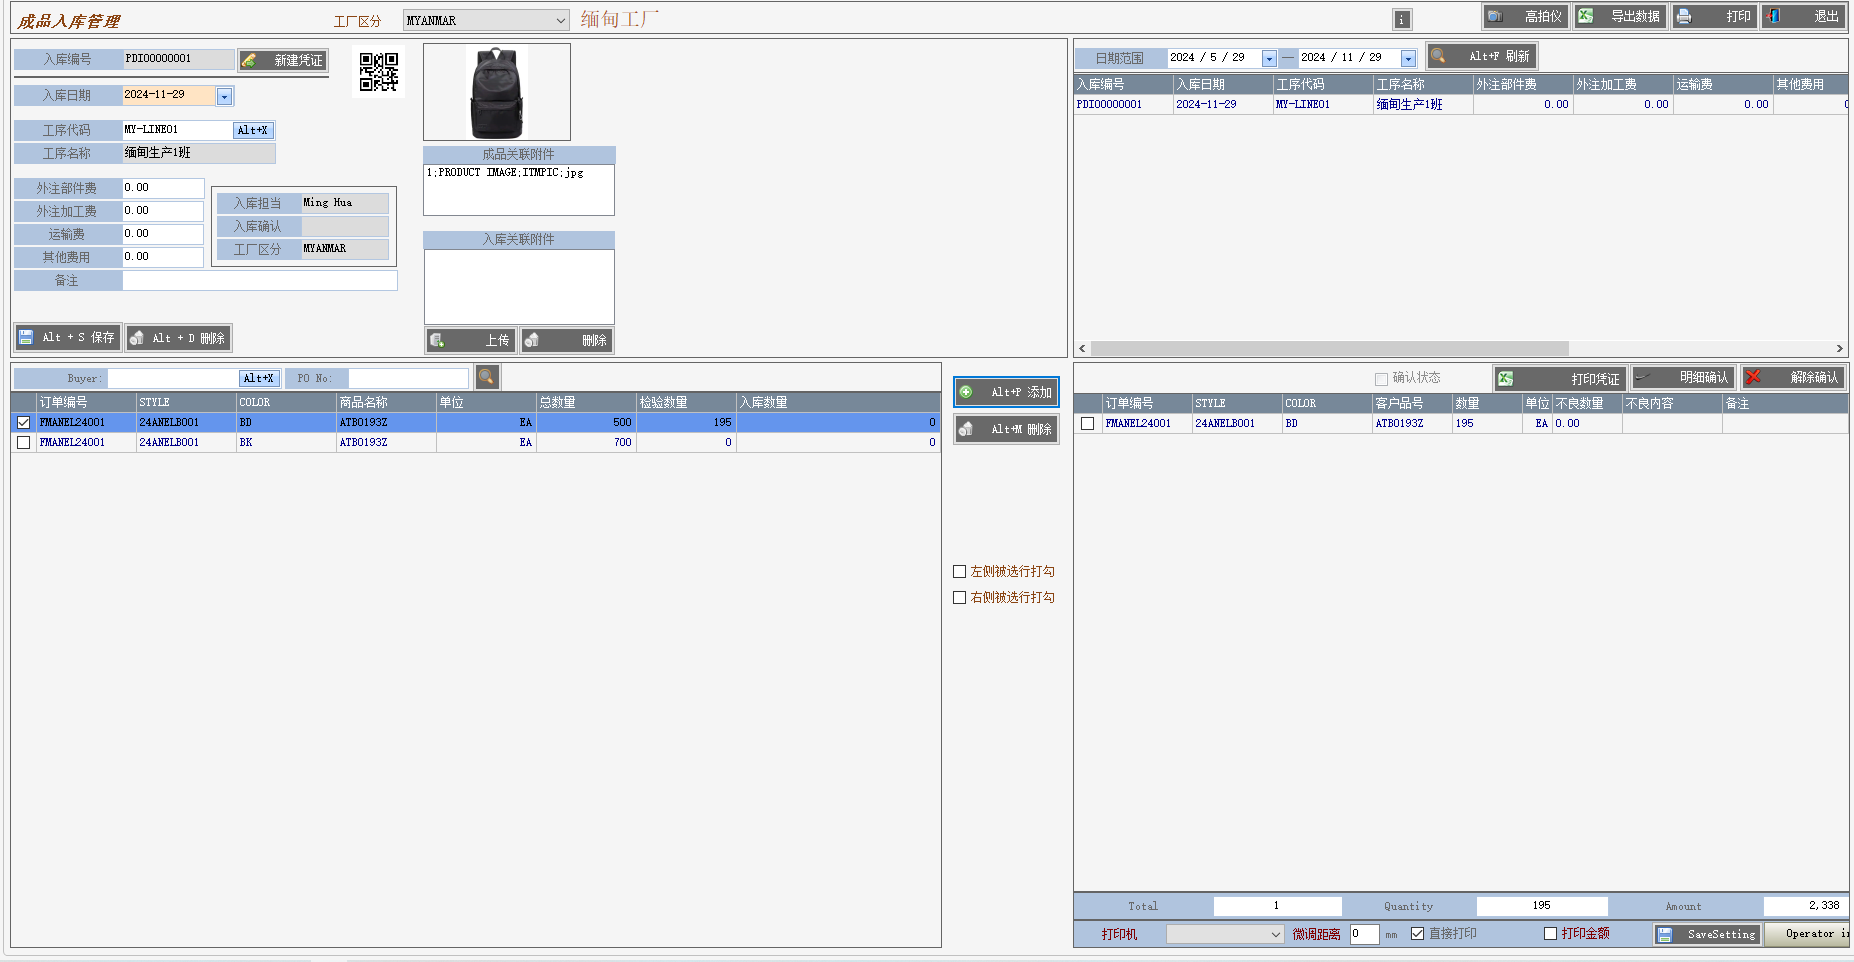 成品入库管理 工厂区分 MYANMAR 缅甸工厂 i 高拍仪 导出数据 打印 退出
入库编号 PDI00000001 新建凭证
入库日期 2024-11-29
工序代码 MY-LINE01 Alt+X
工序名称 缅甸生产1班
外注部件费 0.00
外注加工费 0.00
运输费 0.00
其他费用 0.00
备注
入库担当 Ming Hua
入库确认
工厂区分 MYANMAR
Alt + S 保存 Alt + D 删除
成品关联附件
1;PRODUCT IMAGE;ITMPIC;jpg
入库关联附件
上传 删除
日期范围 2024 / 5 / 29 — 2024 / 11 / 29 Alt+F 刷新
入库编号 入库日期 工序代码 工序名称 外注部件费 外注加工费 运输费 其他费用
PDI00000001 2024-11-29 MY-LINE01 缅甸生产1班 0.00 0.00 0.00
Buyer: Alt+X PO No:
订单编号 STYLE COLOR 商品名称 单位 总数量 检验数量 入库数量
FMANEL24001 24ANELB001 BD ATB0193Z EA 500 195 0
FMANEL24001 24ANELB001 BK ATB0193Z EA 700 0 0
Alt+P 添加
Alt+M 删除
左侧被选行打勾
右侧被选行打勾
确认状态 打印凭证 明细确认 解除确认
订单编号 STYLE COLOR 客户品号 数量 单位 不良数量 不良内容 备注
FMANEL24001 24ANELB001 BD ATB0193Z 195 EA 0.00
Total 1 Quantity 195 Amount 2,338
打印机 微调距离 0 mm 直接打印 打印金额 SaveSetting Operator